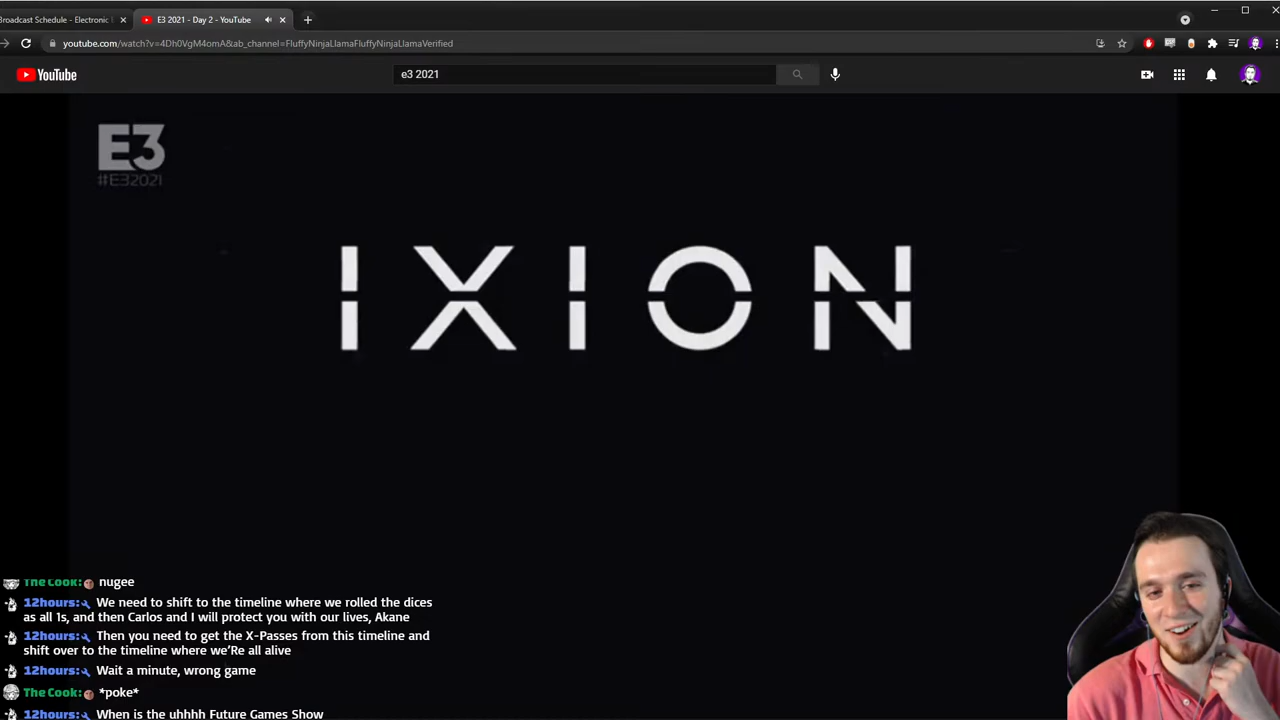 Broadcast Schedule - Electronic
E3 2021 - Day 2 - YouTube
youtube.com/watch?v=4Dh0VgM4omA&ab_channel=FluffyNinjaLlamaFluffyNinjaLlamaVerified
YouTube
e3 2021
E3
#E32021
IXION
The Cook: nugee
12hours: We need to shift to the timeline where we rolled the dices
as all 1s, and then Carlos and I will protect you with our lives, Akane
12hours: Then you need to get the X-Passes from this timeline and
shift over to the timeline where we'Re all alive
12hours: Wait a minute, wrong game
The Cook: *poke*
12hours: When is the uhhhh Future Games Show